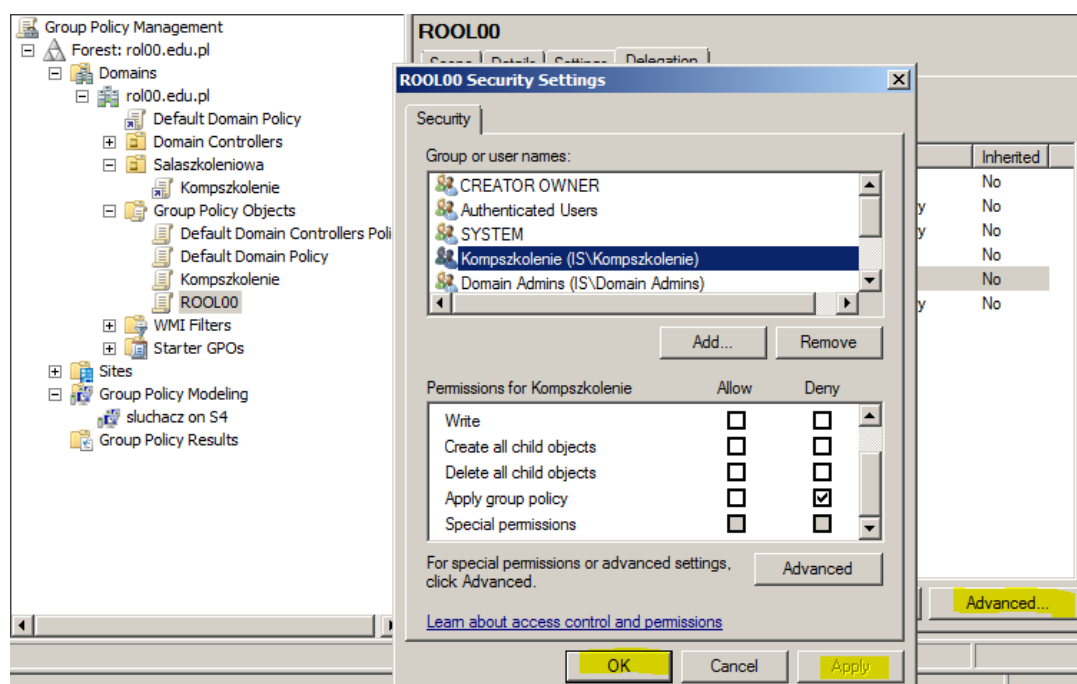 Group Policy Management
Forest: rol00.edu.pl
Domains
rol00.edu.pl
Default Domain Policy
Domain Controllers
Salaszkoleniowa
Kompszkolenie
Group Policy Objects
Default Domain Controllers Poli
Default Domain Policy
Kompszkolenie
ROOL00
WMI Filters
Starter GPOs
Sites
Group Policy Modeling
sluchacz on S4
Group Policy Results
ROOL00
Scope Details Settings Delegation
ROOL00 Security Settings
Security
Group or user names:
CREATOR OWNER
Authenticated Users
SYSTEM
Kompszkolenie (IS\Kompszkolenie)
Domain Admins (IS\Domain Admins)
Add... Remove
Permissions for Kompszkolenie Allow Deny
Write
Create all child objects
Delete all child objects
Apply group policy
Special permissions
For special permissions or advanced settings, click Advanced.
Advanced
Learn about access control and permissions
OK Cancel Apply
Inherited
No
y No
y No
No
No
y No
Advanced...